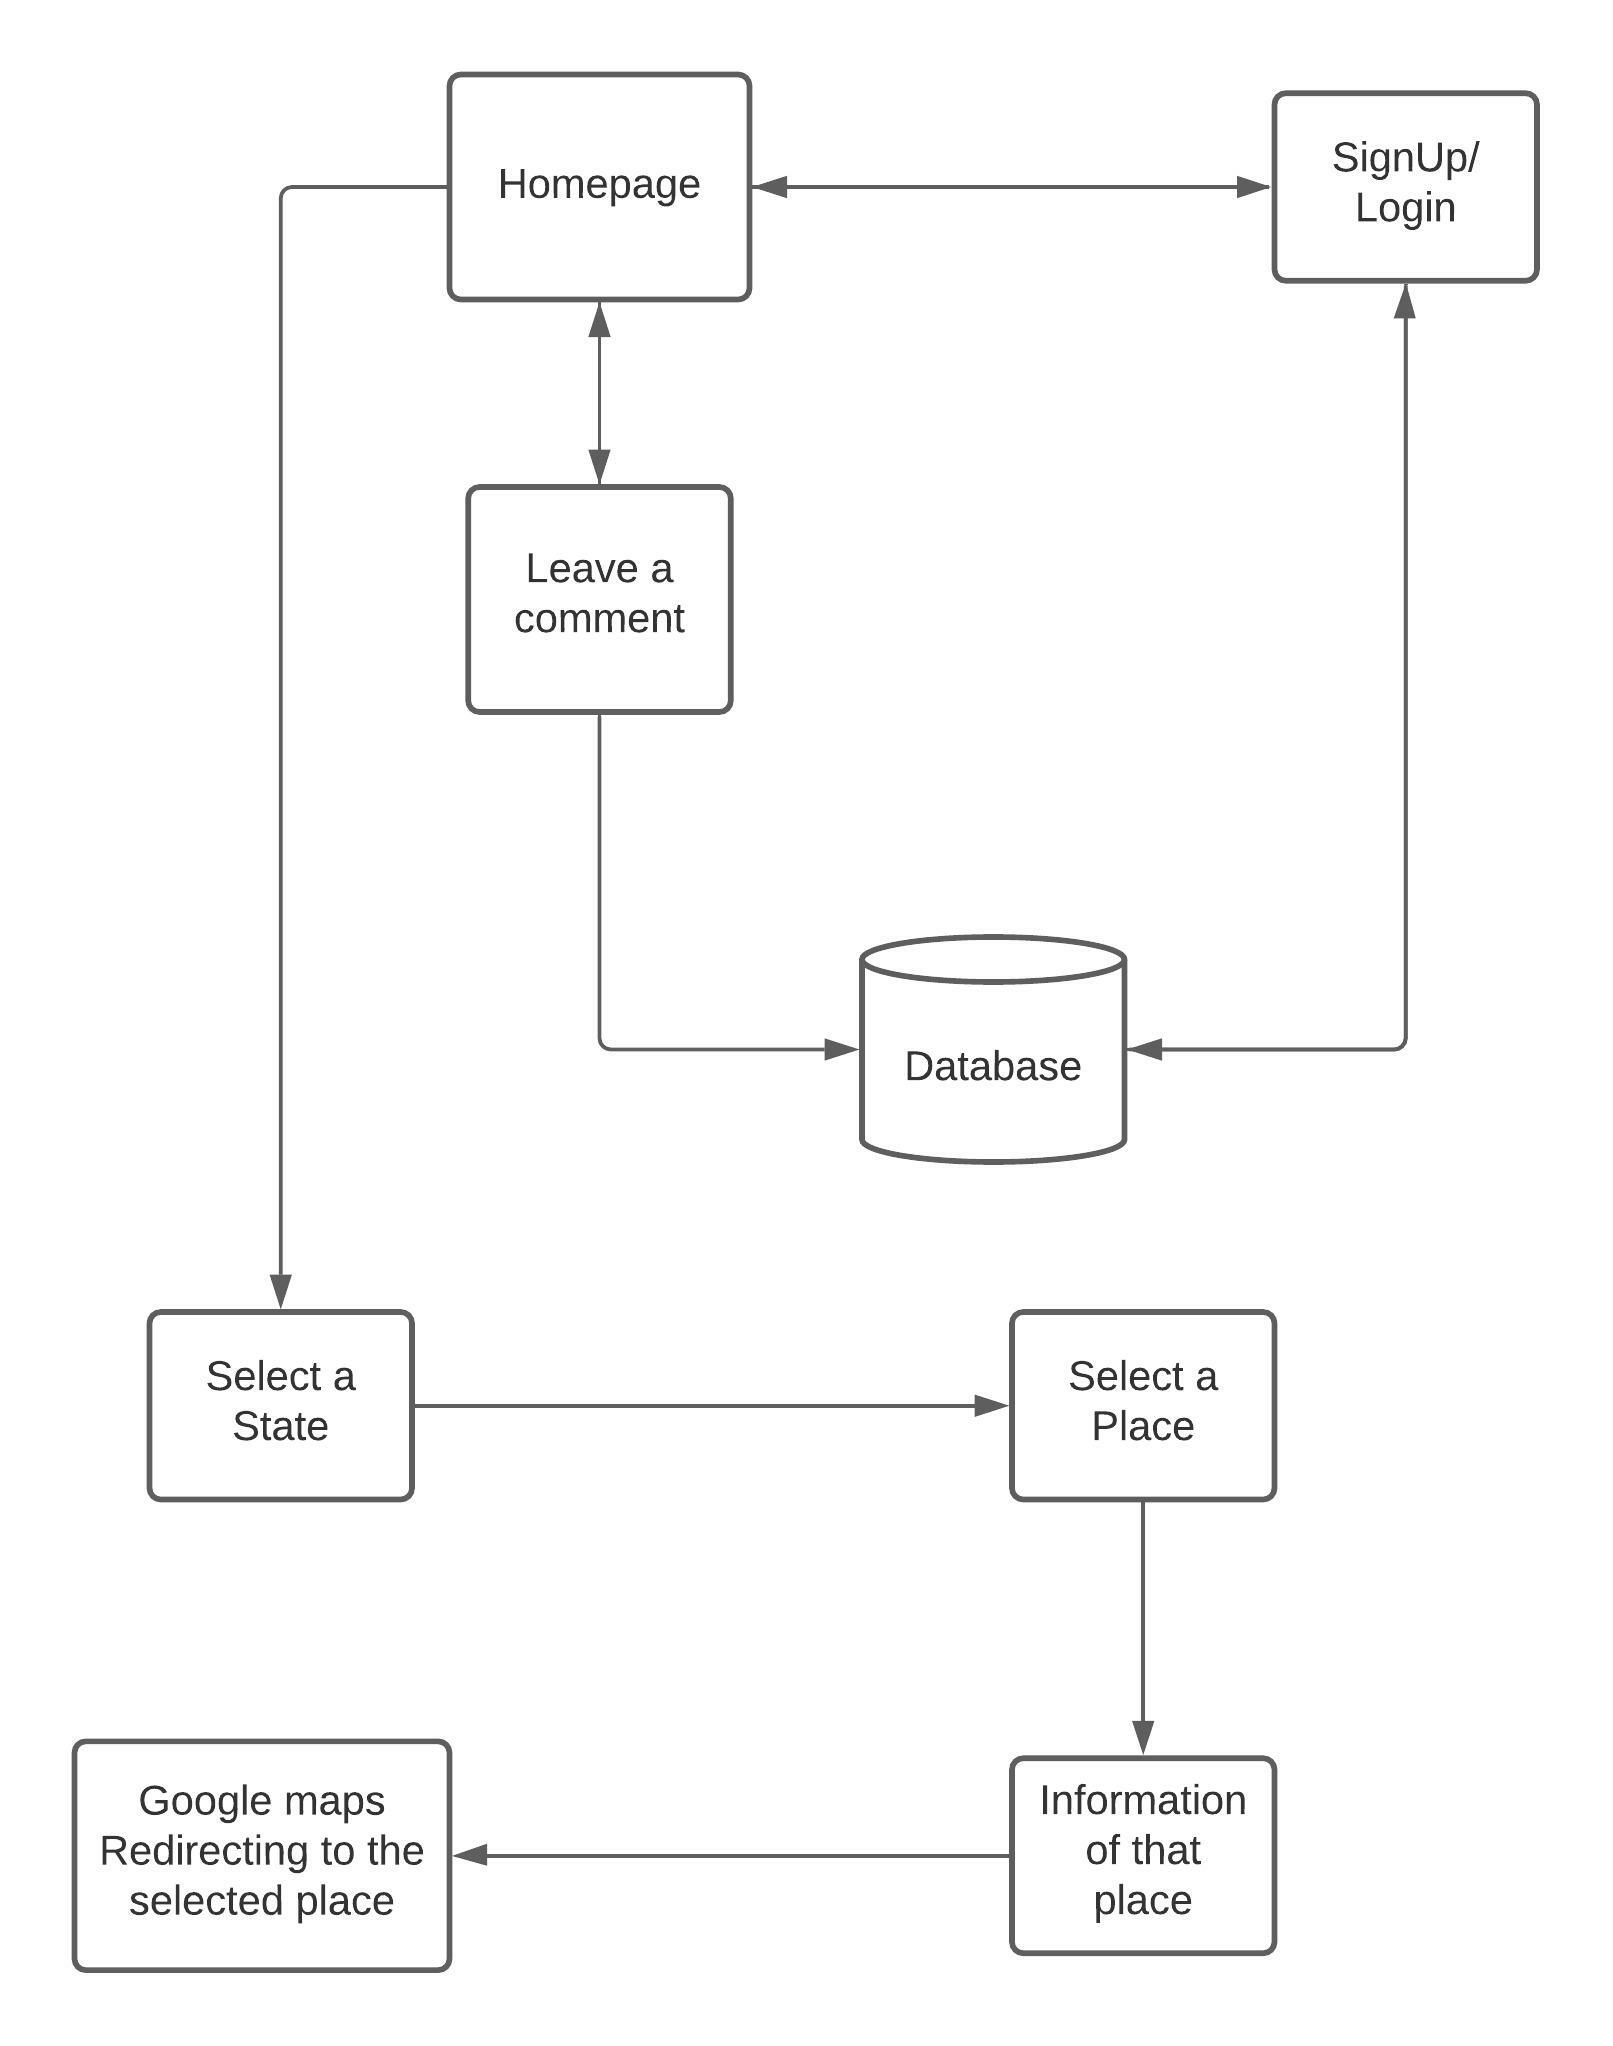 Homepage
SignUp/
Login
Leave a
comment
Database
Select a
State
Select a
Place
Google maps
Redirecting to the
selected place
Information
of that
place